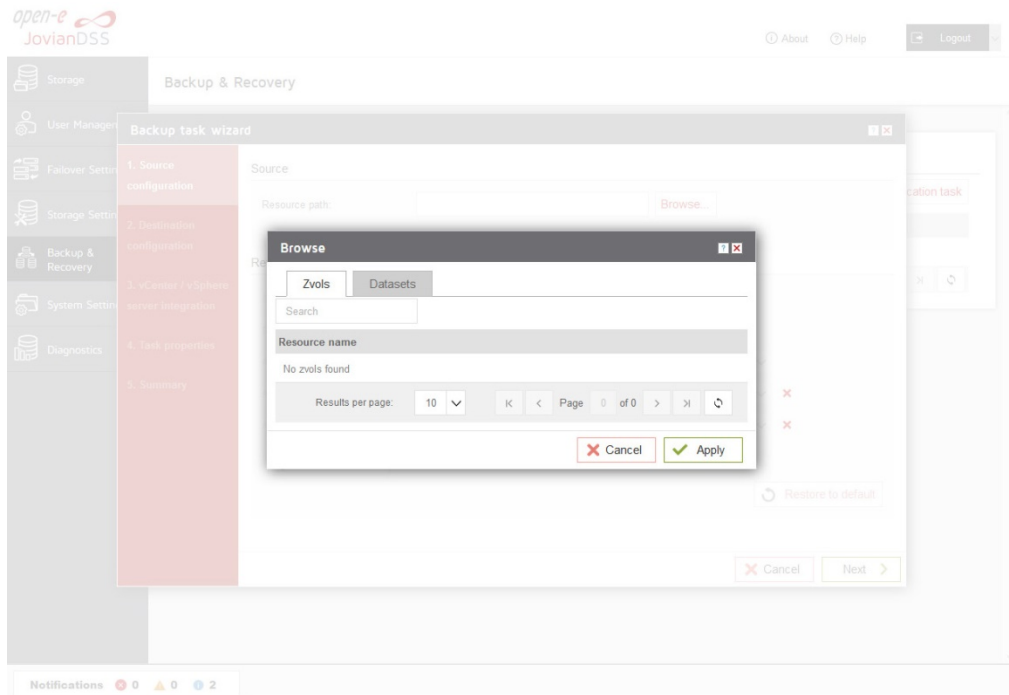 open-e
JovianDSS
About
Help
Logout
Storage
Backup & Recovery
User Manage
Failover Settin
Storage Settin
Backup &
Recovery
System Settin
Diagnostics
Backup task wizard
1. Source
configuration
2. Destination
configuration
3. vCenter / vSphere
server integration
4. Task properties
5. Summary
Source
Resource path:
Browse...
cation task
Re
Browse
Zvols
Datasets
Search
Resource name
No zvols found
Results per page:
10
Page 0 of 0
Cancel
Apply
Restore to default
Cancel
Next
Notifications 0 0 2